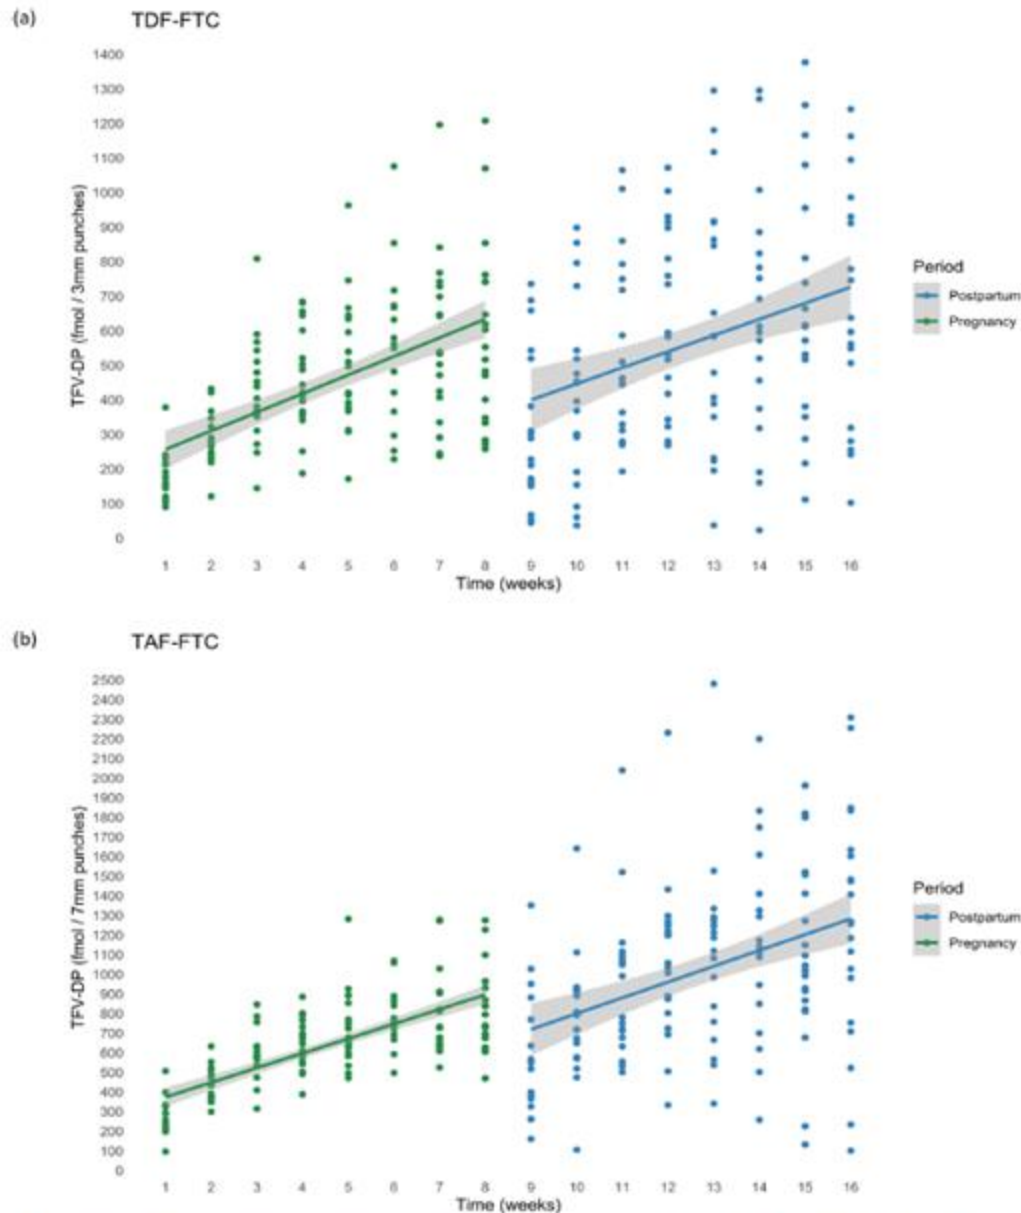 (a) TDF-FTC
1400
1300
1200
1100
1000
900
800
700
600
500
400
300
200
100
0
TFV-DP (fmol / 3mm punches)
1 2 3 4 5 6 7 8 9 10 11 12 13 14 15 16
Time (weeks)
Period
Postpartum
Pregnancy
(b) TAF-FTC
2500
2400
2300
2200
2100
2000
1900
1800
1700
1600
1500
1400
1300
1200
1100
1000
900
800
700
600
500
400
300
200
100
0
TFV-DP (fmol / 7mm punches)
1 2 3 4 5 6 7 8 9 10 11 12 13 14 15 16
Time (weeks)
Period
Postpartum
Pregnancy